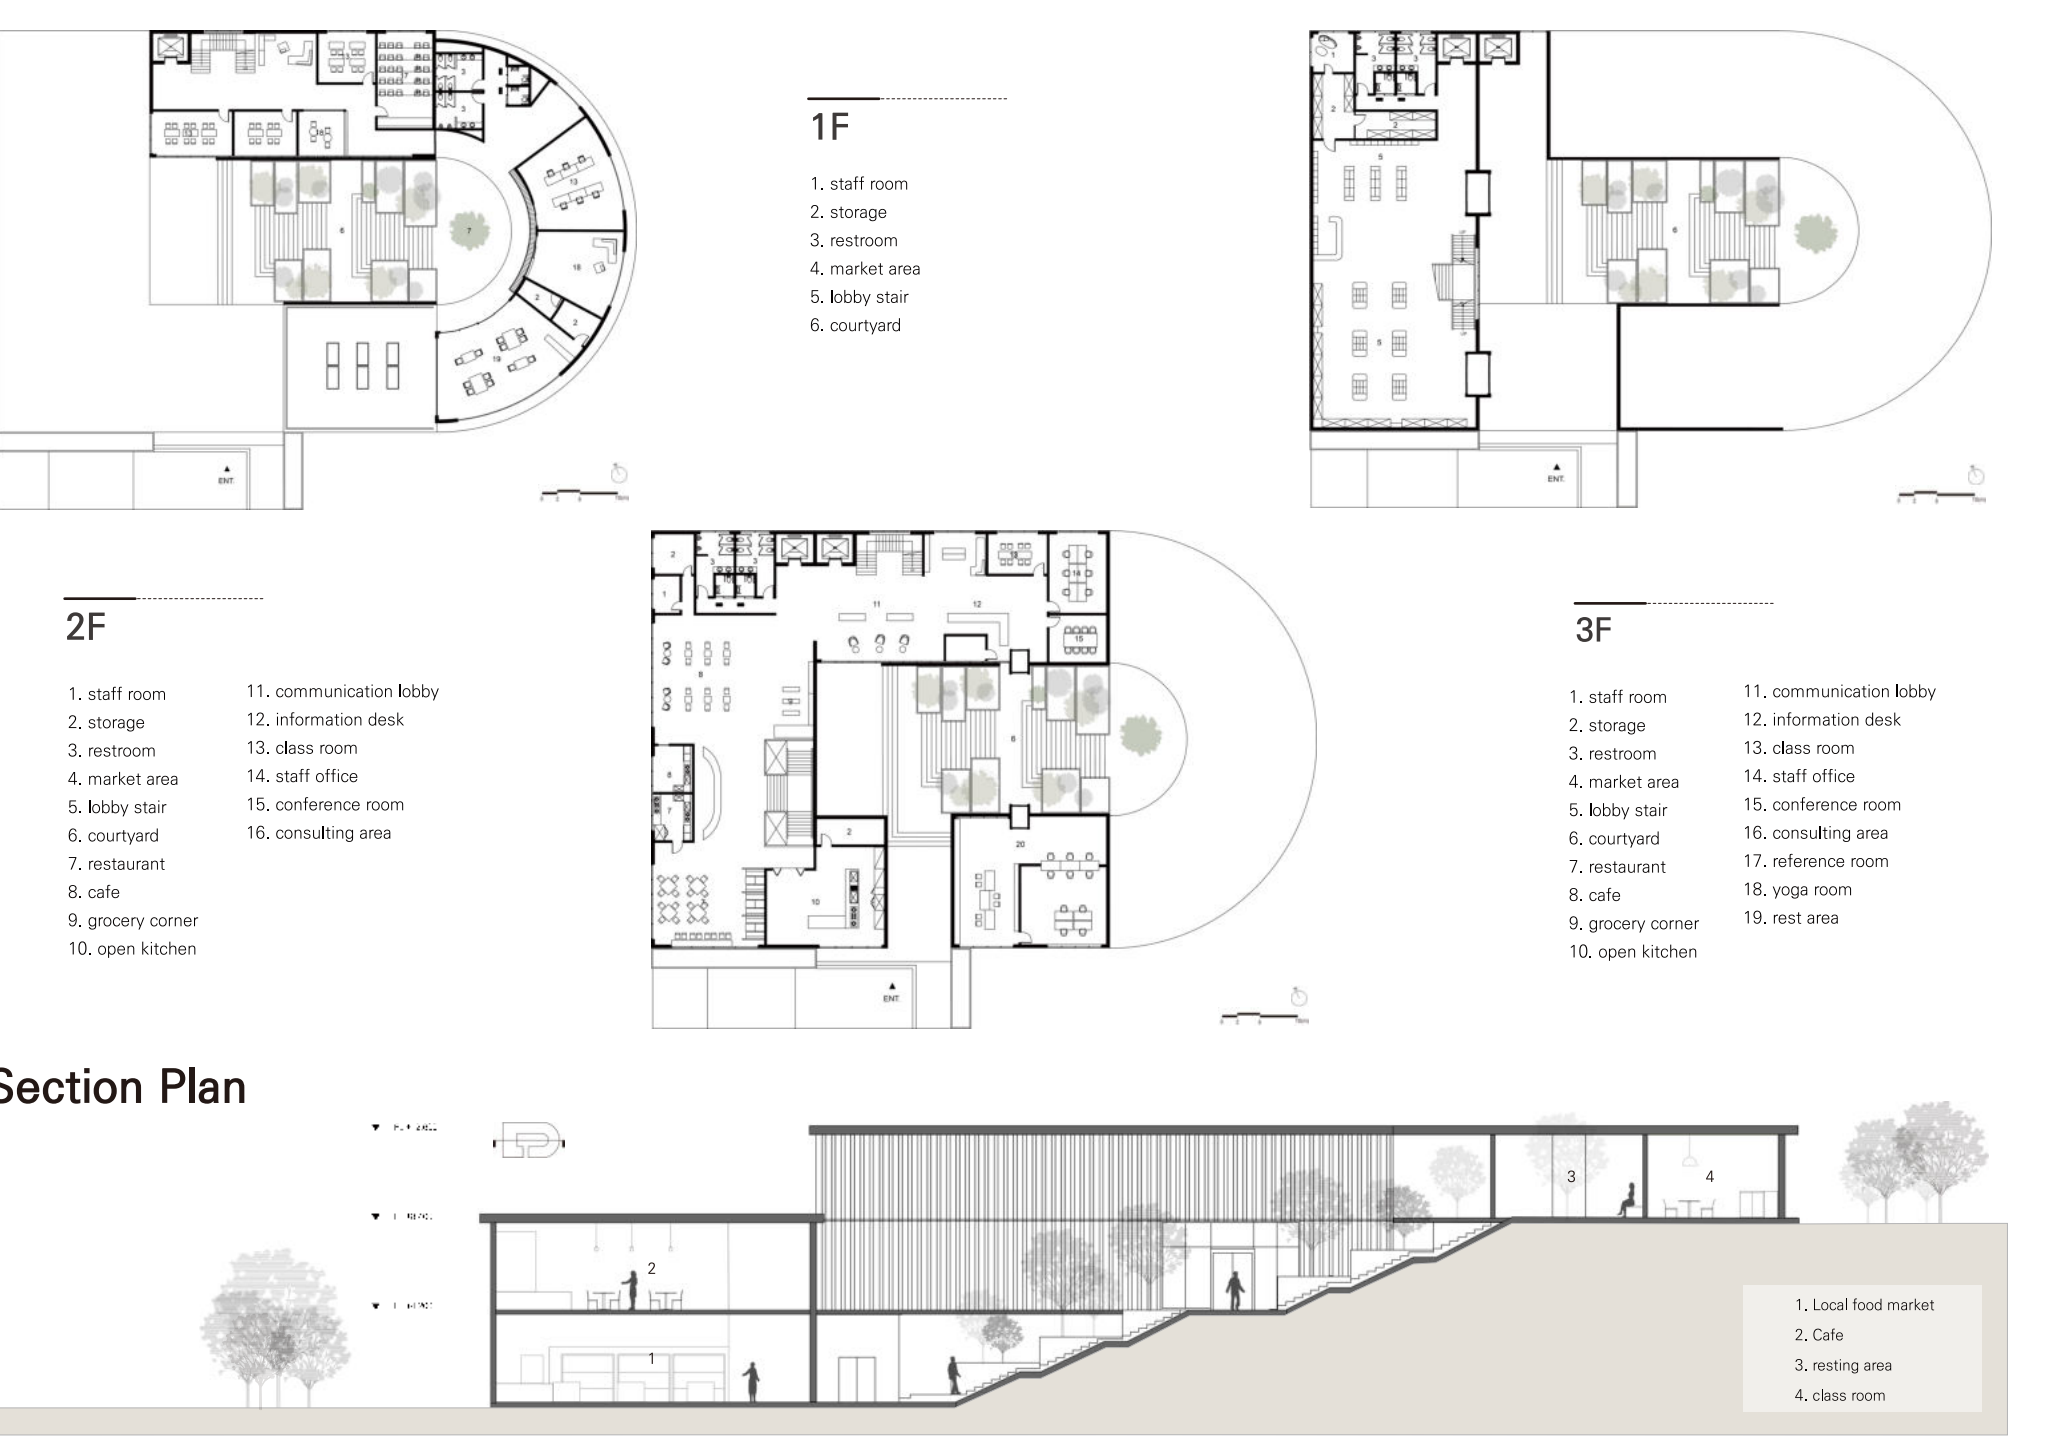 1F
1. staff room
2. storage
3. restroom
4. market area
5. lobby stair
6. courtyard
ENT.
ENT.
2F
1. staff room
2. storage
3. restroom
4. market area
5. lobby stair
6. courtyard
7. restaurant
8. cafe
9. grocery corner
10. open kitchen
11. communication lobby
12. information desk
13. class room
14. staff office
15. conference room
16. consulting area
ENT.
3F
1. staff room
2. storage
3. restroom
4. market area
5. lobby stair
6. courtyard
7. restaurant
8. cafe
9. grocery corner
10. open kitchen
11. communication lobby
12. information desk
13. class room
14. staff office
15. conference room
16. consulting area
17. reference room
18. yoga room
19. rest area
Section Plan
1
2
3
4
1. Local food market
2. Cafe
3. resting area
4. class room